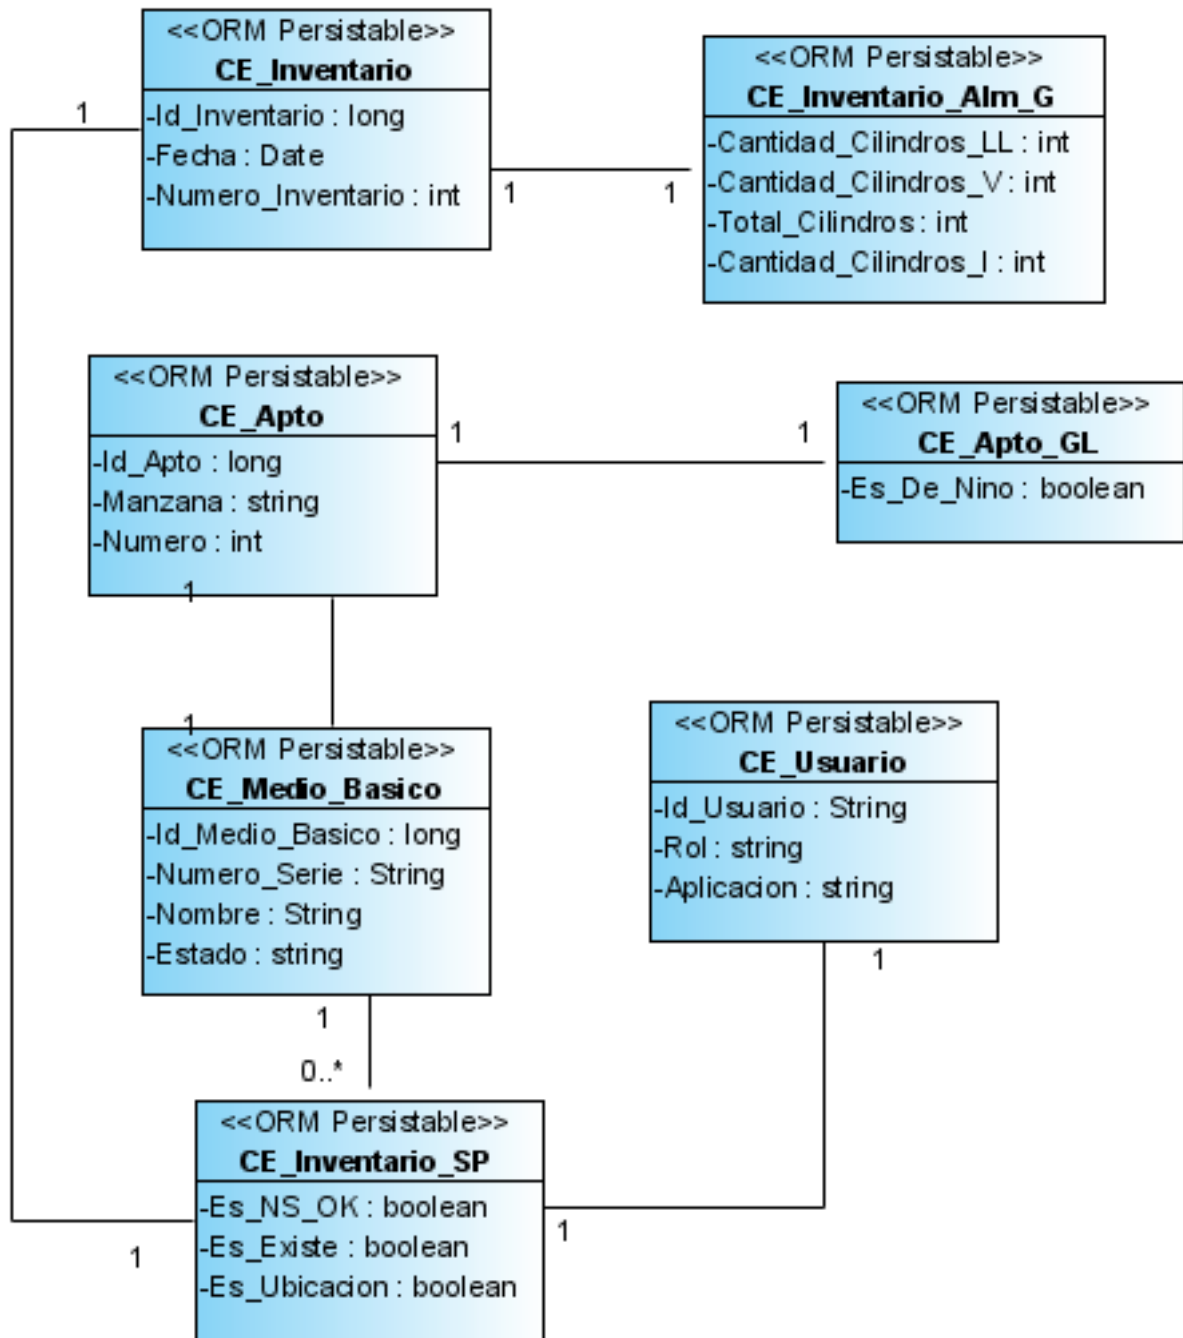 <<ORM Persistable>>
CE_Inventario
-Id_Inventario : long
-Fecha : Date
-Numero_Inventario : int
1
1
1
<<ORM Persistable>>
CE_Inventario_Alm_G
-Cantidad_Cilindros_LL : int
-Cantidad_Cilindros_V : int
-Total_Cilindros : int
-Cantidad_Cilindros_I : int
<<ORM Persistable>>
CE_Apto
-Id_Apto : long
-Manzana : string
-Numero : int
1
1
1
<<ORM Persistable>>
CE_Apto_GL
-Es_De_Nino : boolean
1
<<ORM Persistable>>
CE_Medio_Basico
-Id_Medio_Basico : long
-Numero_Serie : String
-Nombre : String
-Estado : string
1
0..*
<<ORM Persistable>>
CE_Usuario
-Id_Usuario : String
-Rol : string
-Aplicacion : string
1
<<ORM Persistable>>
CE_Inventario_SP
-Es_NS_OK : boolean
-Es_Existe : boolean
-Es_Ubicacion : boolean
1
1